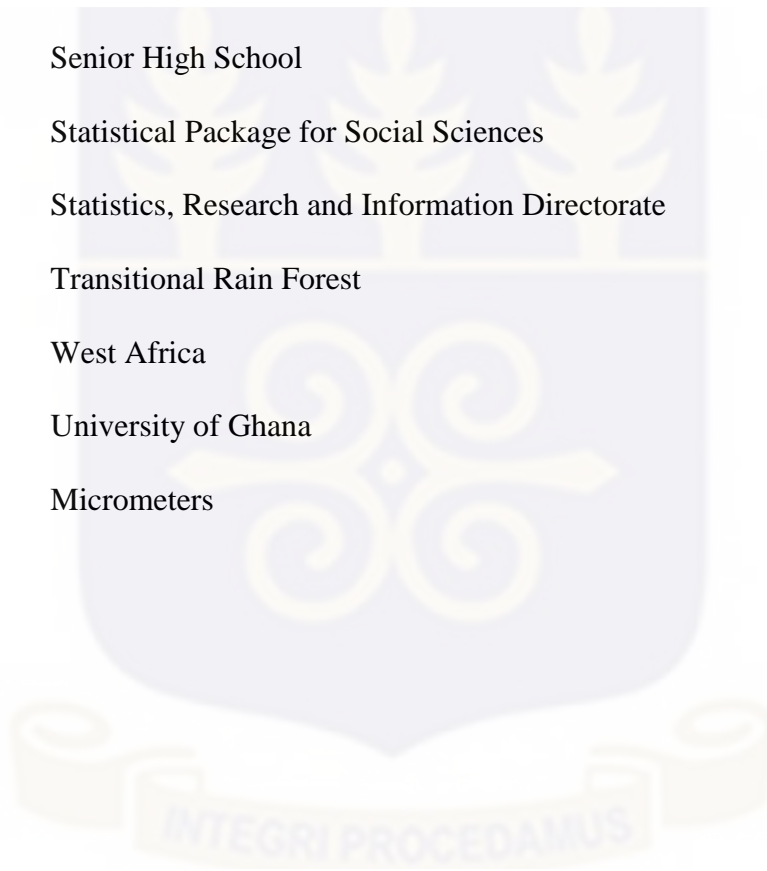 Senior High School
Statistical Package for Social Sciences
Statistics, Research and Information Directorate
Transitional Rain Forest
West Africa
University of Ghana
Micrometers
INTEGRI PROCEDAMUS